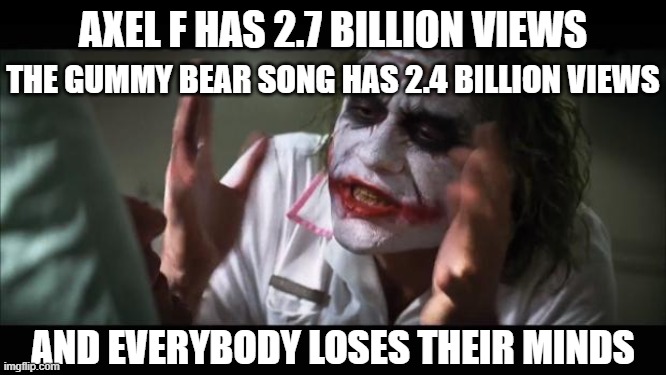 AXEL F HAS 2.7 BILLION VIEWS
THE GUMMY BEAR SONG HAS 2.4 BILLION VIEWS
AND EVERYBODY LOSES THEIR MINDS
imgflip.com